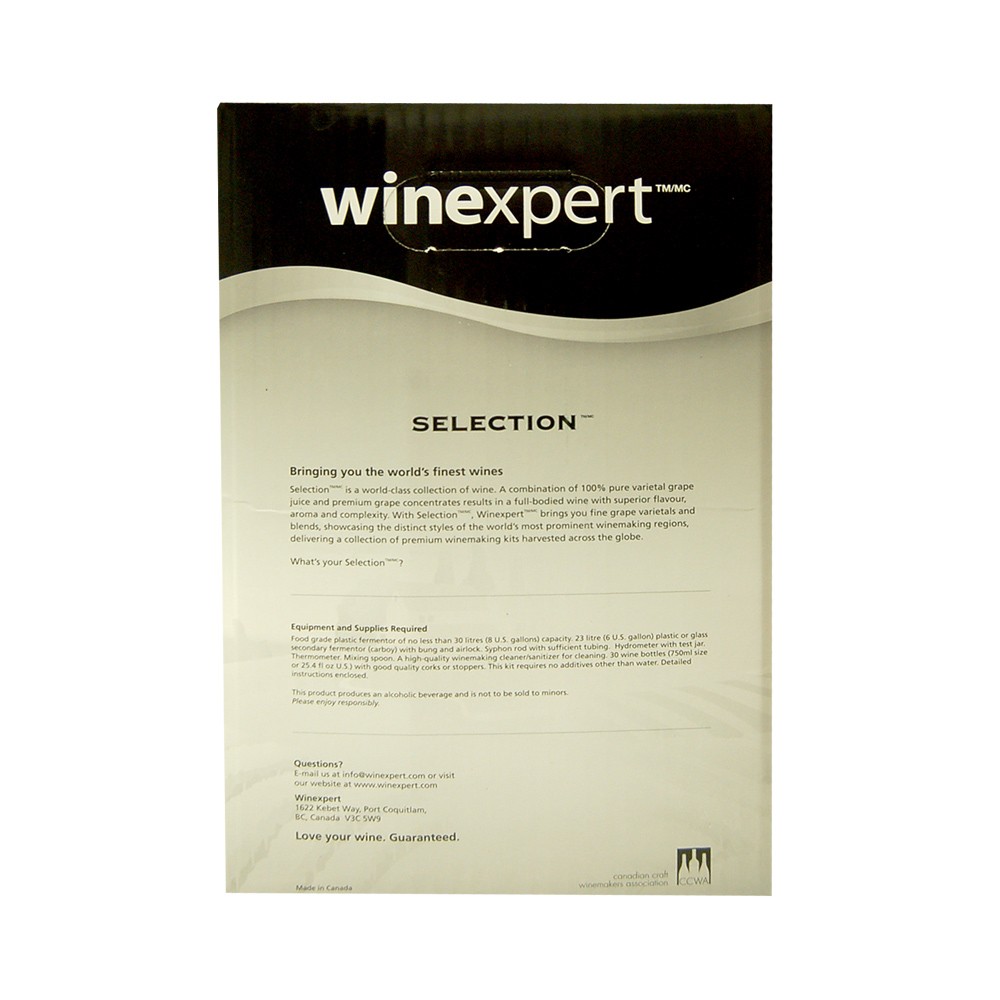 winexpert™/MC
SELECTION™/MC
Bringing you the world's finest wines
Selection™/MC is a world-class collection of wine. A combination of 100% pure varietal grape
juice and premium grape concentrates results in a full-bodied wine with superior flavour,
aroma and complexity. With Selection™/MC, Winexpert™/MC brings you fine grape varietals and
blends, showcasing the distinct styles of the world's most prominent winemaking regions,
delivering a collection of premium winemaking kits harvested across the globe.
What's your Selection™/MC?
Equipment and Supplies Required
Food grade plastic fermentor of no less than 30 litres (8 U.S. gallons) capacity. 23 litre (6 U.S. gallon) plastic or glass
secondary fermentor (carboy) with bung and airlock. Syphon rod with sufficient tubing. Hydrometer with test jar.
Thermometer. Mixing spoon. A high-quality winemaking cleaner/sanitizer for cleaning. 30 wine bottles (750ml size
or 25.4 fl oz U.S.) with good quality corks or stoppers. This kit requires no additives other than water. Detailed
instructions enclosed.
This product produces an alcoholic beverage and is not to be sold to minors.
Please enjoy responsibly.
Questions?
E-mail us at info@winexpert.com or visit
our website at www.winexpert.com
Winexpert
1622 Kebet Way, Port Coquitlam,
BC, Canada V3C 5W9
Love your wine. Guaranteed.
Made in Canada
canadian craft
winemakers association
CCWA